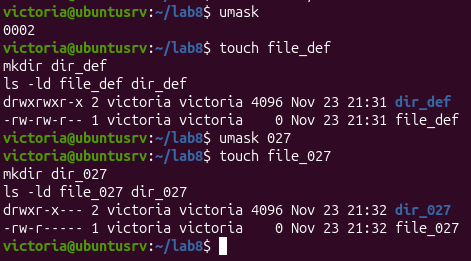 victoria@ubuntusrv:~/lab8$ umask
0002
victoria@ubuntusrv:~/lab8$ touch file_def
mkdir dir_def
ls -ld file_def dir_def
drwxrwxr-x 2 victoria victoria 4096 Nov 23 21:31 dir_def
-rw-rw-r-- 1 victoria victoria    0 Nov 23 21:31 file_def
victoria@ubuntusrv:~/lab8$ umask 027
victoria@ubuntusrv:~/lab8$ touch file_027
mkdir dir_027
ls -ld file_027 dir_027
drwxr-x--- 2 victoria victoria 4096 Nov 23 21:32 dir_027
-rw-r----- 1 victoria victoria    0 Nov 23 21:32 file_027
victoria@ubuntusrv:~/lab8$